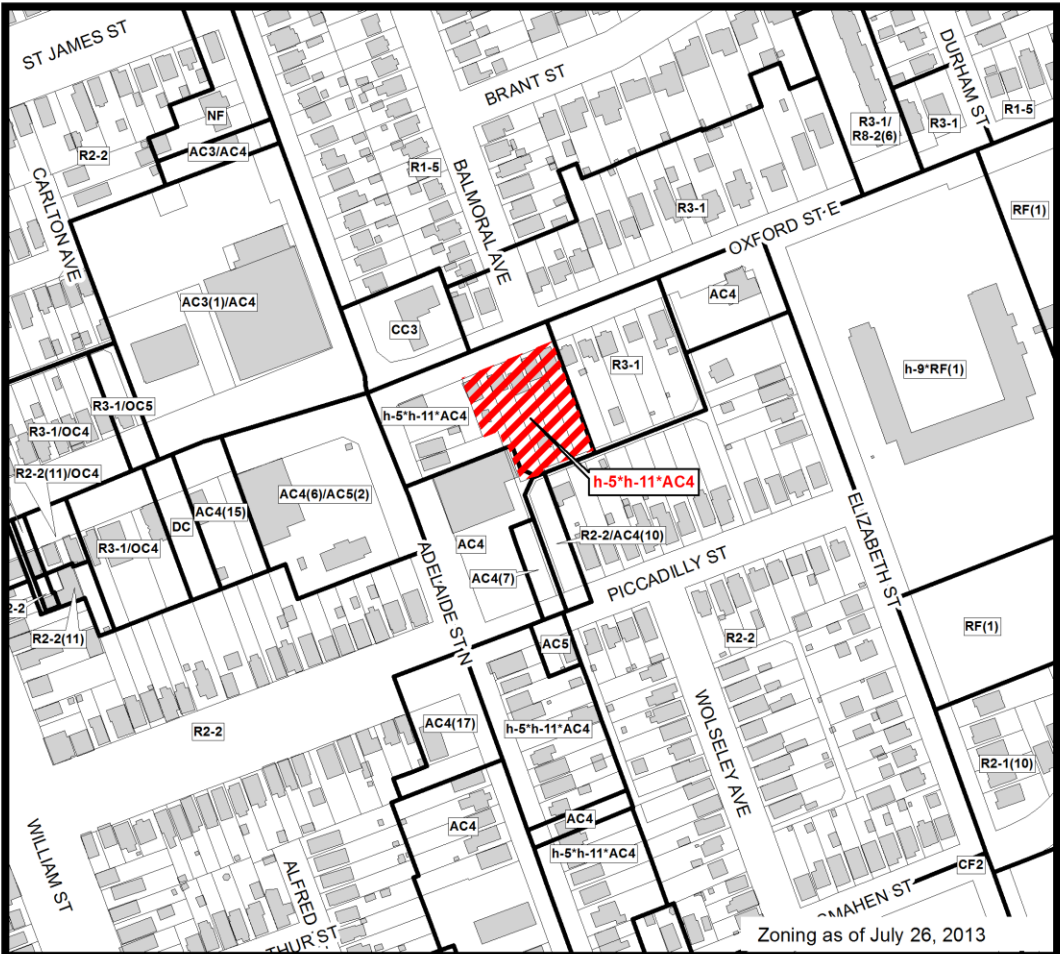 ST JAMES ST
BRANT ST
DURHAM ST
NF
R1-5
R3-1/
R8-2(6)
R3-1
AC3/AC4
R2-2
R1-5
BALMORAL AVE
CARLTON AVE
R3-1
RF(1)
OXFORD ST E
AC4
AC3(1)/AC4
CC3
h-9*RF(1)
R3-1
R3-1/OC5
h-5*h-11*AC4
R3-1/OC4
R2-2(11)/OC4
h-5*h-11*AC4
AC4(6)/AC5(2)
AC4(15)
DC
R3-1/OC4
AC4
R2-2/AC4(10)
ELIZABETH ST
ADELAIDE ST N
AC4(7)
PICCADILLY ST
2-2
R2-2(11)
RF(1)
R2-2
AC5
AC4(17)
R2-2
h-5*h-11*AC4
WOLSELEY AVE
R2-1(10)
AC4
AC4
h-5*h-11*AC4
WILLIAM ST
ALFRED
CF2
SMAHEN ST
THUR ST
Zoning as of July 26, 2013